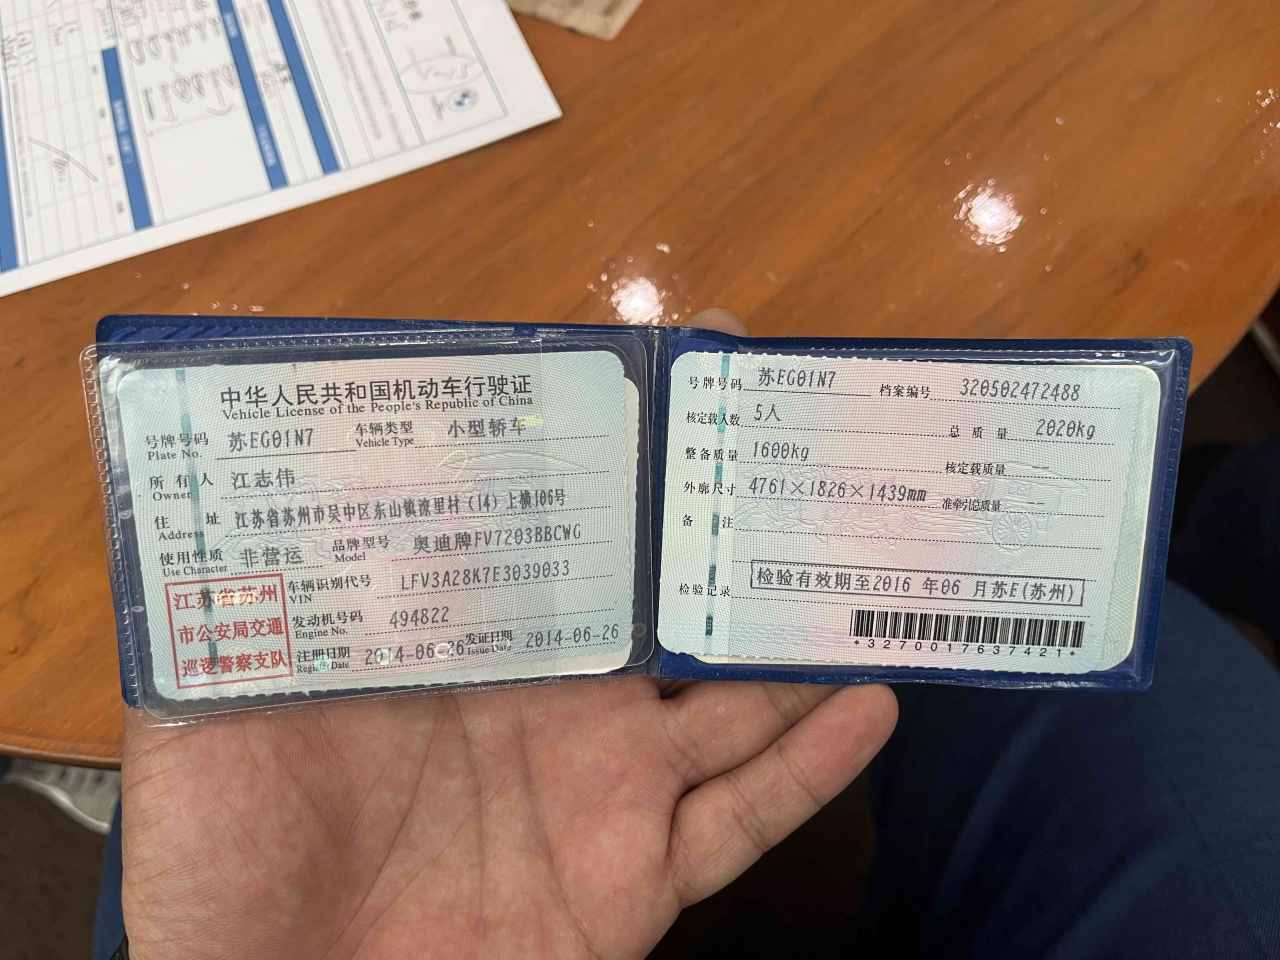 中华人民共和国机动车行驶证
Vehicle License of the People's Republic of China
号牌号码 苏EG01N7 车辆类型 小型轿车
Plate No. Vehicle Type
所有人 江志伟
Owner
住址 江苏省苏州市吴中区东山镇渡里村(14)上横106号
Address
使用性质 非营运 品牌型号 奥迪牌FV7203BBCWG
Use Character Model
江苏省苏州
市公安局交通
巡逻警察支队
车辆识别代号 LFV3A28K7E3039033
VIN
发动机号码 494822
Engine No.
注册日期 2014-06-26 发证日期 2014-06-26
Register Date Issue Date
号牌号码 苏EG01N7 档案编号 320502472488
核定载人数 5人 总质量 2020kg
整备质量 1600kg 核定载质量 —
外廓尺寸 4761×1826×1439mm 准牵引总质量 —
备注
检验记录 检验有效期至2016 年06 月苏E(苏州)
*3270017637421*